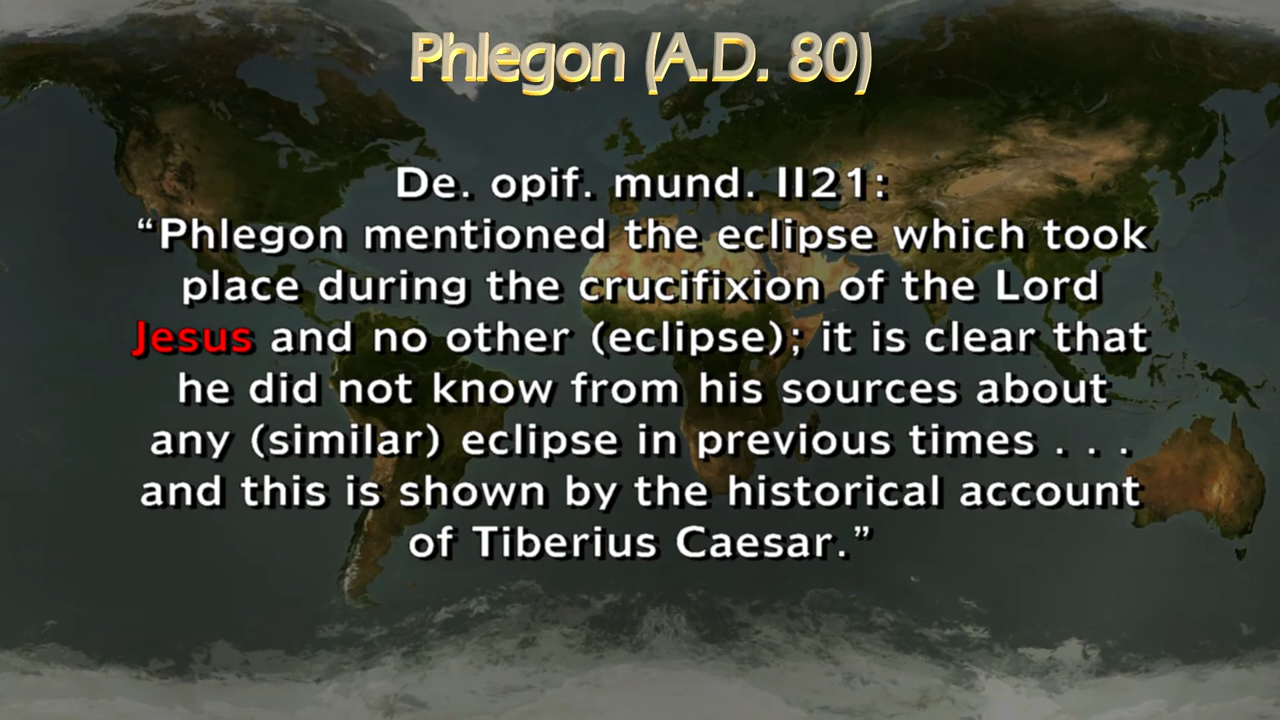 Phlegon (A.D. 80)
De. opif. mund. II21:
“Phlegon mentioned the eclipse which took
place during the crucifixion of the Lord
Jesus and no other (eclipse); it is clear that
he did not know from his sources about
any (similar) eclipse in previous times . . .
and this is shown by the historical account
of Tiberius Caesar.”